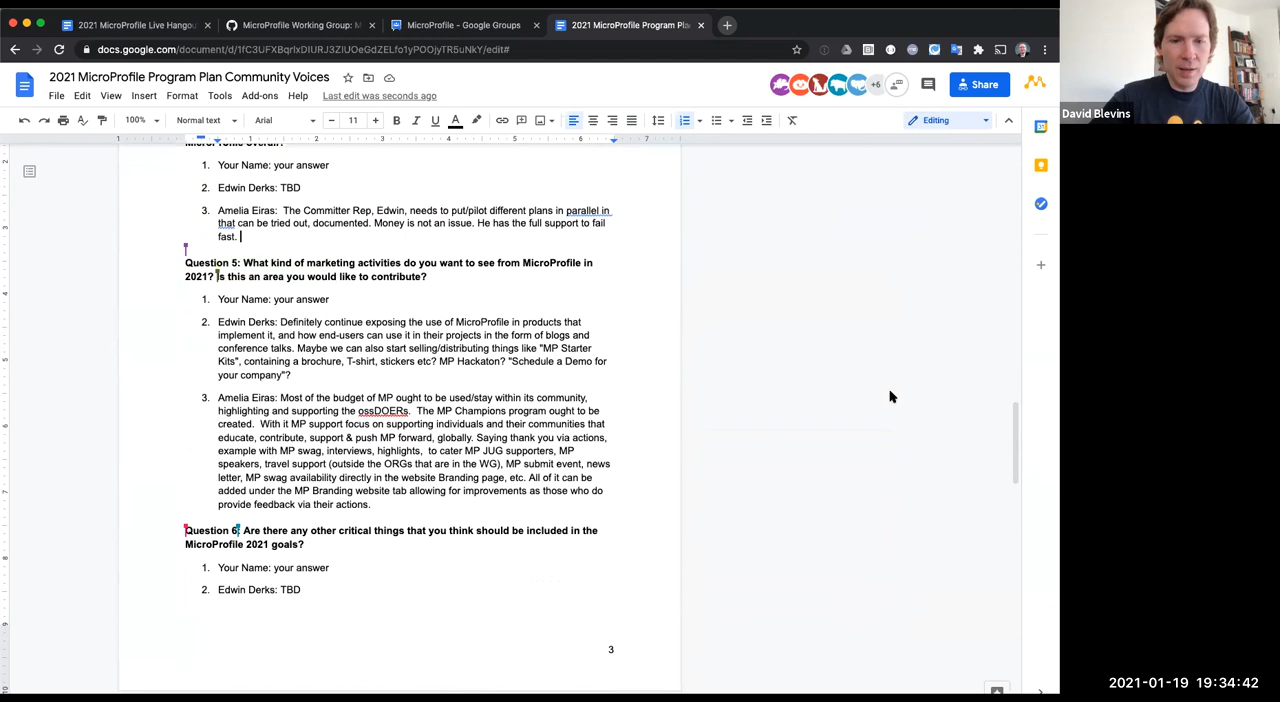 2021 MicroProfile Live Hangou
MicroProfile Working Group: M
MicroProfile - Google Groups
2021 MicroProfile Program Pla
docs.google.com/document/d/1fC3UFXBqrlxDIURJ3ZIUOeGdZELfo1yPOOjyTR5uNkY/edit#
2021 MicroProfile Program Plan Community Voices
File Edit View Insert Format Tools Add-ons Help Last edit was seconds ago
+6
Share
100% Normal text Arial 11
Editing
MicroProfile overall?
1. Your Name: your answer
2. Edwin Derks: TBD
3. Amelia Eiras: The Committer Rep, Edwin, needs to put/pilot different plans in parallel in
that can be tried out, documented. Money is not an issue. He has the full support to fail
fast.
Question 5: What kind of marketing activities do you want to see from MicroProfile in
2021? Is this an area you would like to contribute?
1. Your Name: your answer
2. Edwin Derks: Definitely continue exposing the use of MicroProfile in products that
implement it, and how end-users can use it in their projects in the form of blogs and
conference talks. Maybe we can also start selling/distributing things like "MP Starter
Kits", containing a brochure, T-shirt, stickers etc? MP Hackaton? "Schedule a Demo for
your company"?
3. Amelia Eiras: Most of the budget of MP ought to be used/stay within its community,
highlighting and supporting the ossDOERs. The MP Champions program ought to be
created. With it MP support focus on supporting individuals and their communities that
educate, contribute, support & push MP forward, globally. Saying thank you via actions,
example with MP swag, interviews, highlights, to cater MP JUG supporters, MP
speakers, travel support (outside the ORGs that are in the WG), MP submit event, news
letter, MP swag availability directly in the website Branding page, etc. All of it can be
added under the MP Branding website tab allowing for improvements as those who do
provide feedback via their actions.
Question 6: Are there any other critical things that you think should be included in the
MicroProfile 2021 goals?
1. Your Name: your answer
2. Edwin Derks: TBD
3
David Blevins
2021-01-19 19:34:42